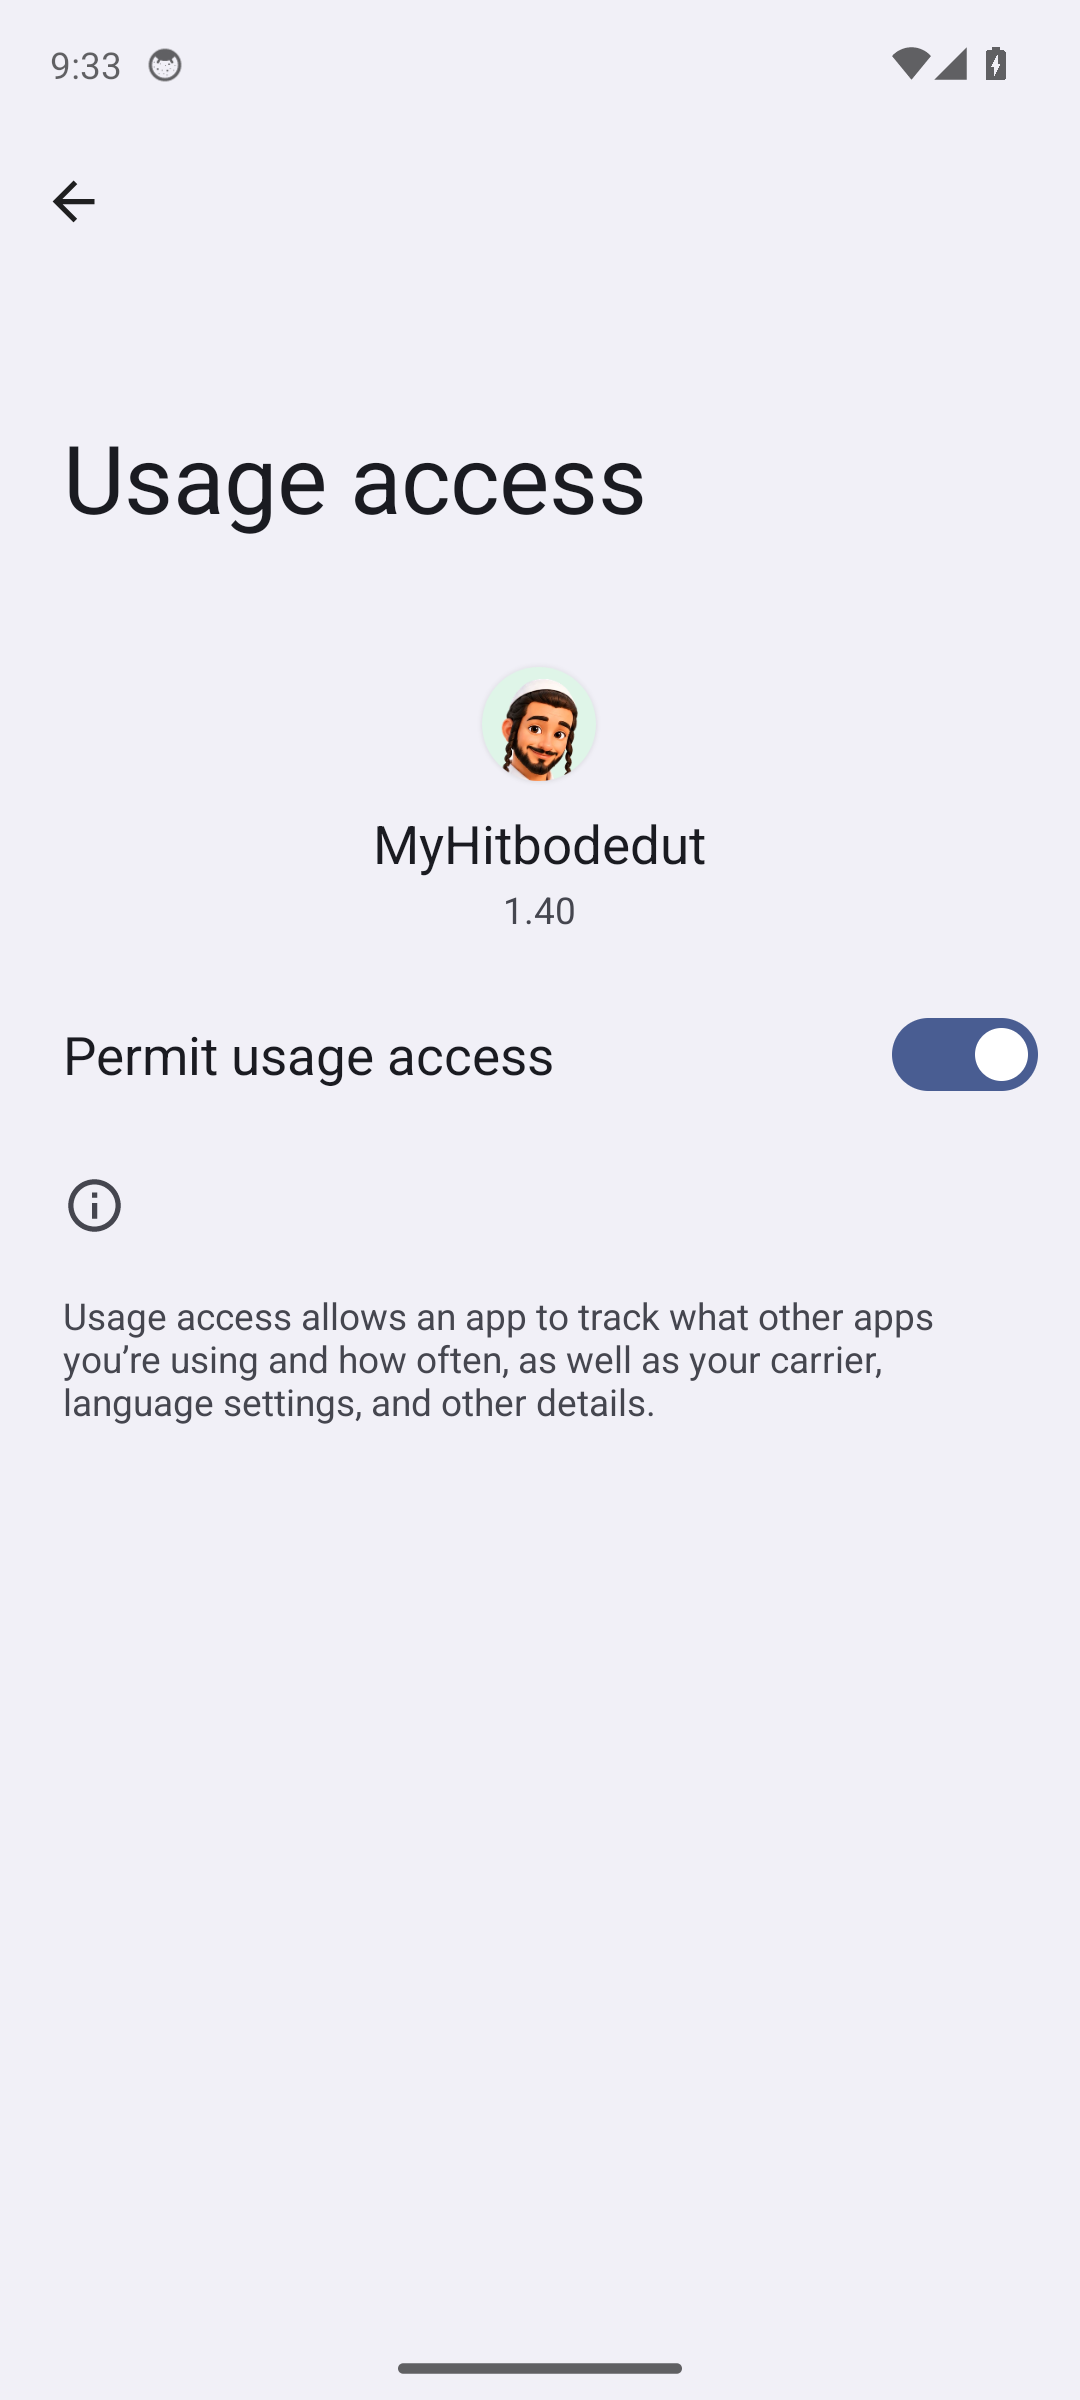 9:33
Usage access
MyHitbodedut
1.40
Permit usage access
Usage access allows an app to track what other apps
you’re using and how often, as well as your carrier,
language settings, and other details.